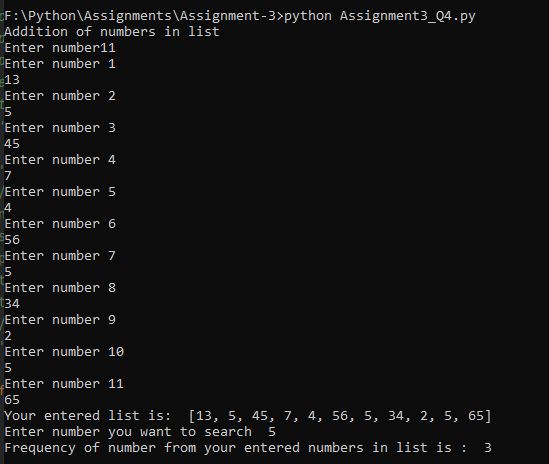 F:\Python\Assignments\Assignment-3>python Assignment3_Q4.py
Addition of numbers in list
Enter number11
Enter number 1
13
Enter number 2
5
Enter number 3
45
Enter number 4
7
Enter number 5
4
Enter number 6
56
Enter number 7
5
Enter number 8
34
Enter number 9
2
Enter number 10
5
Enter number 11
65
Your entered list is:  [13, 5, 45, 7, 4, 56, 5, 34, 2, 5, 65]
Enter number you want to search  5
Frequency of number from your entered numbers in list is :  3